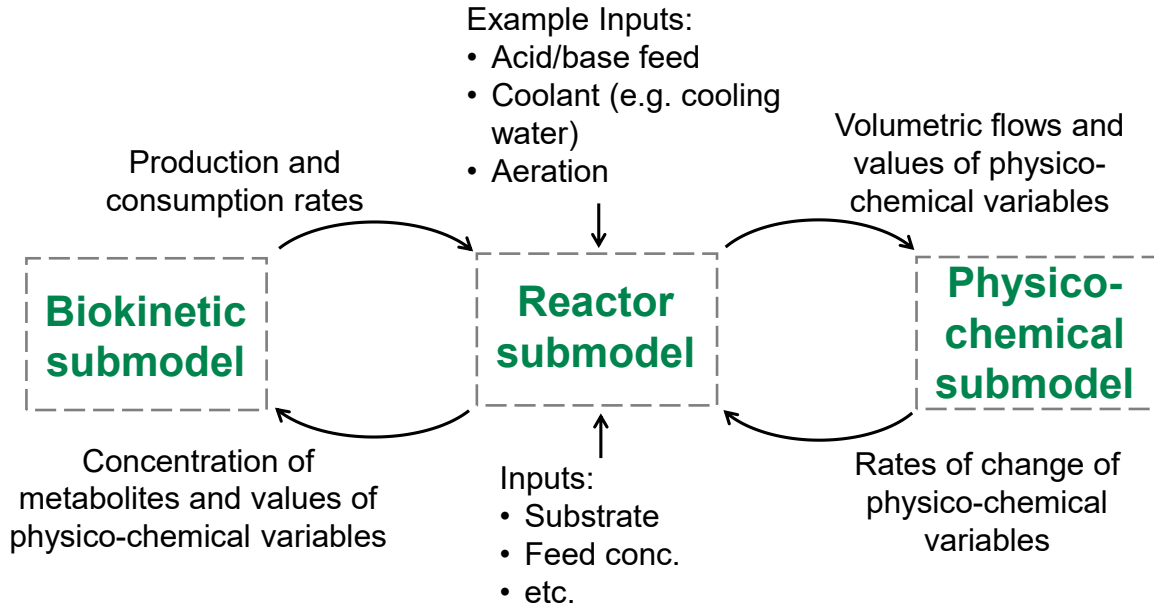 Example Inputs:
• Acid/base feed
• Coolant (e.g. cooling
water)
• Aeration
Production and
consumption rates
Volumetric flows and
values of physico-
chemical variables
Biokinetic
submodel
Reactor
submodel
Physico-
chemical
submodel
Concentration of
metabolites and values of
physico-chemical variables
Inputs:
• Substrate
• Feed conc.
• etc.
Rates of change of
physico-chemical
variables